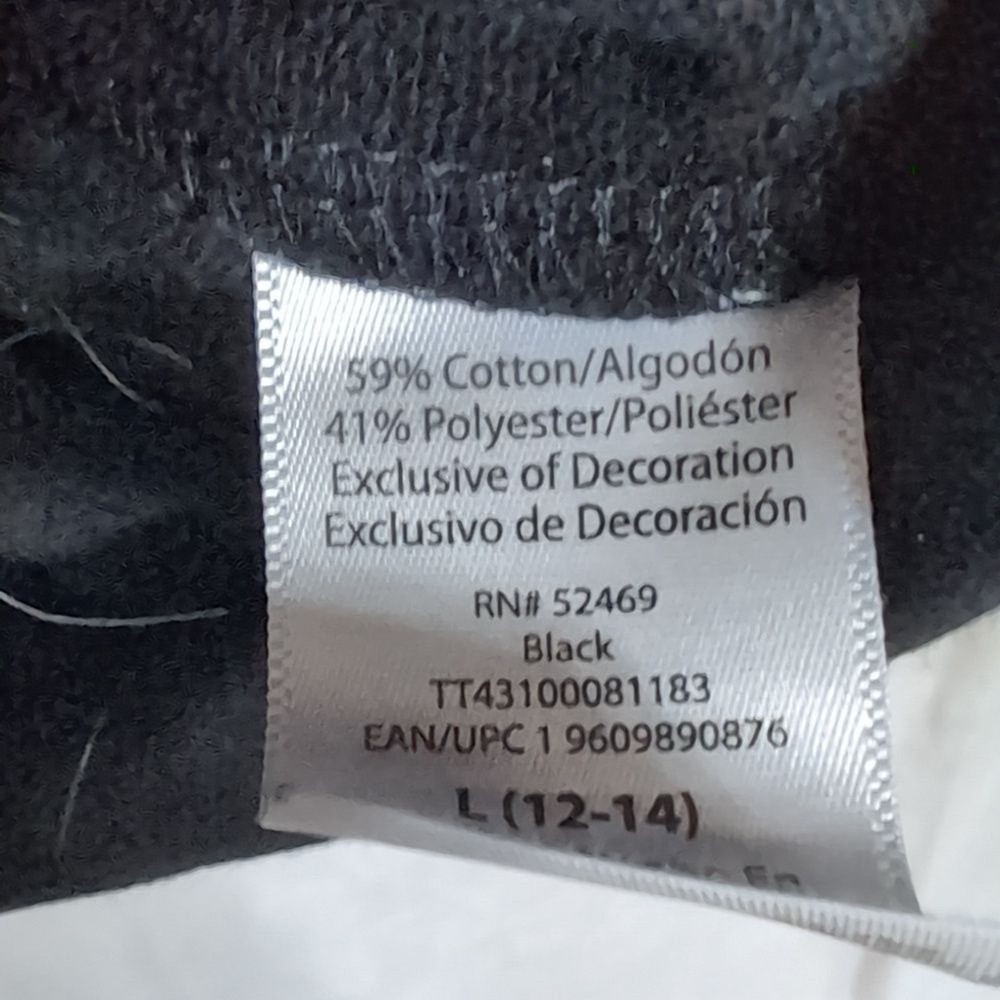 59% Cotton/Algodón
41% Polyester/Poliéster
Exclusive of Decoration
Exclusivo de Decoración
RN# 52469
Black
TT43100081183
EAN/UPC 1 9609890876
L (12-14)
En